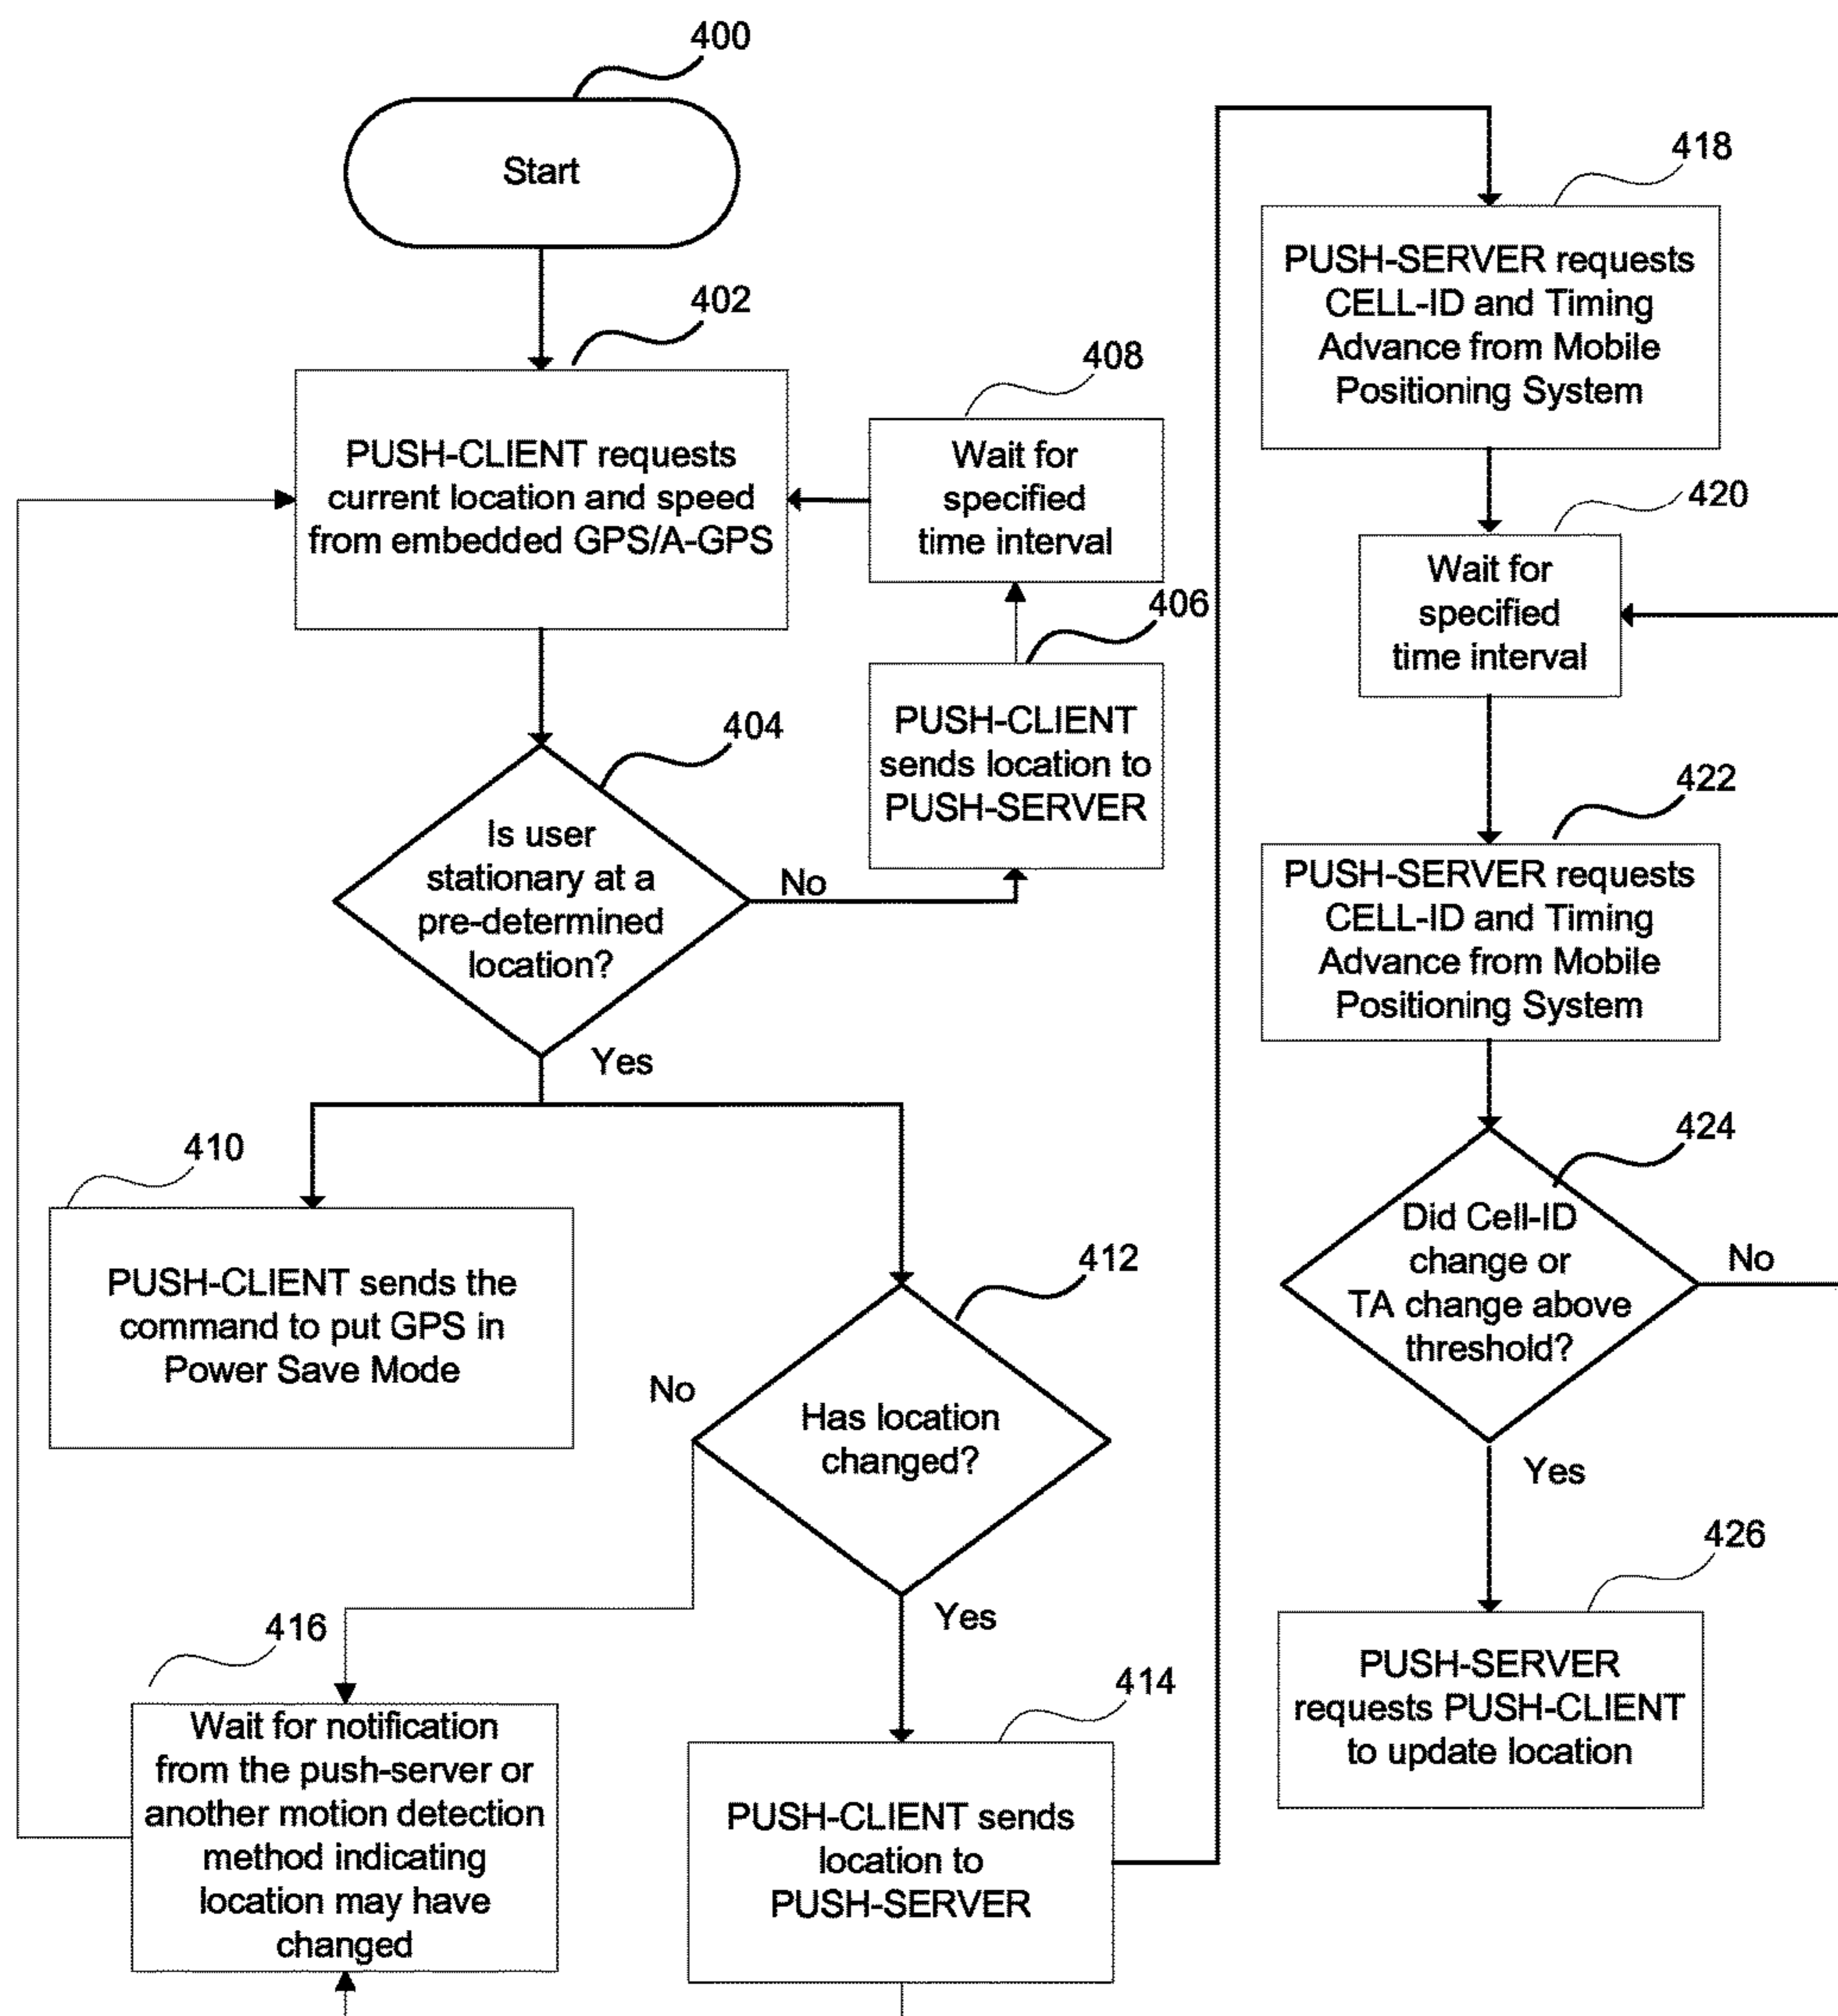 400
Start
402
PUSH-CLIENT requests
current location and speed
from embedded GPS/A-GPS
408
Wait for
specified
time interval
406
PUSH-CLIENT
sends location to
PUSH-SERVER
404
Is user
stationary at a
pre-determined
location?
No
Yes
410
PUSH-CLIENT sends the
command to put GPS in
Power Save Mode
412
Has location
changed?
No
Yes
416
Wait for notification
from the push-server or
another motion detection
method indicating
location may have
changed
414
PUSH-CLIENT sends
location to
PUSH-SERVER
418
PUSH-SERVER requests
CELL-ID and Timing
Advance from Mobile
Positioning System
420
Wait for
specified
time interval
422
PUSH-SERVER requests
CELL-ID and Timing
Advance from Mobile
Positioning System
424
Did Cell-ID
change or
TA change above
threshold?
No
Yes
426
PUSH-SERVER
requests PUSH-CLIENT
to update location